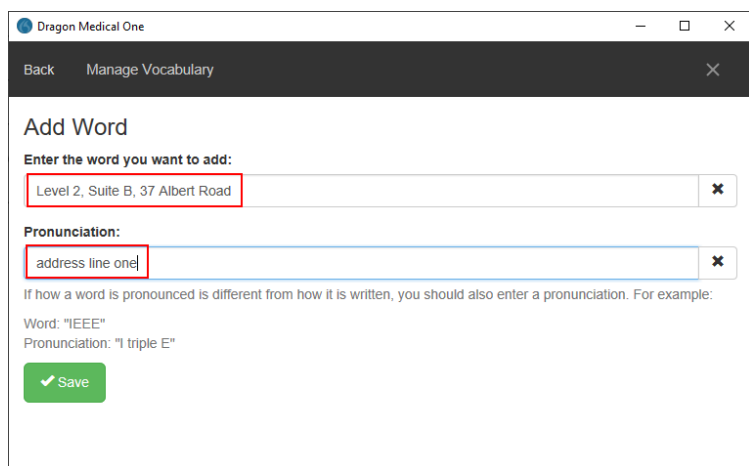 Dragon Medical One
Back Manage Vocabulary
Add Word
Enter the word you want to add:
Level 2, Suite B, 37 Albert Road
Pronunciation:
address line one
If how a word is pronounced is different from how it is written, you should also enter a pronunciation. For example:
Word: "IEEE"
Pronunciation: "I triple E"
Save